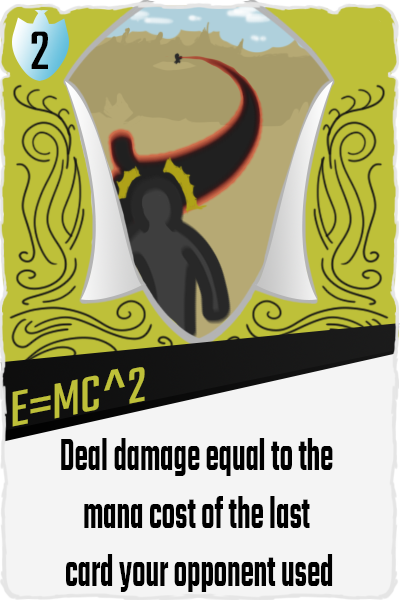 2
E=MC^2
Deal damage equal to the
mana cost of the last
card your opponent used